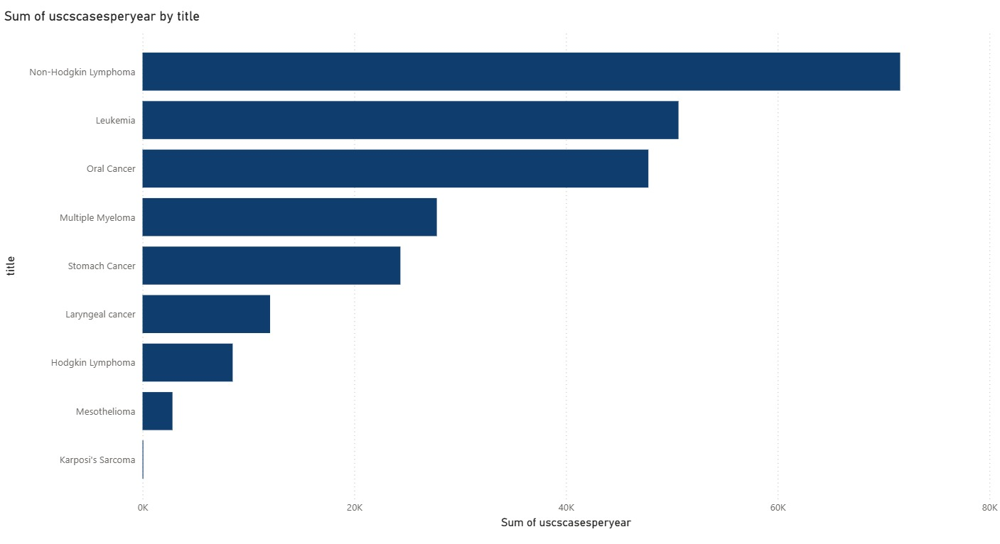 Sum of uscscasesperyear by title
Non-Hodgkin Lymphoma
Leukemia
Oral Cancer
Multiple Myeloma
Stomach Cancer
Laryngeal cancer
Hodgkin Lymphoma
Mesothelioma
Karposi's Sarcoma
title
0K 20K 40K 60K 80K
Sum of uscscasesperyear